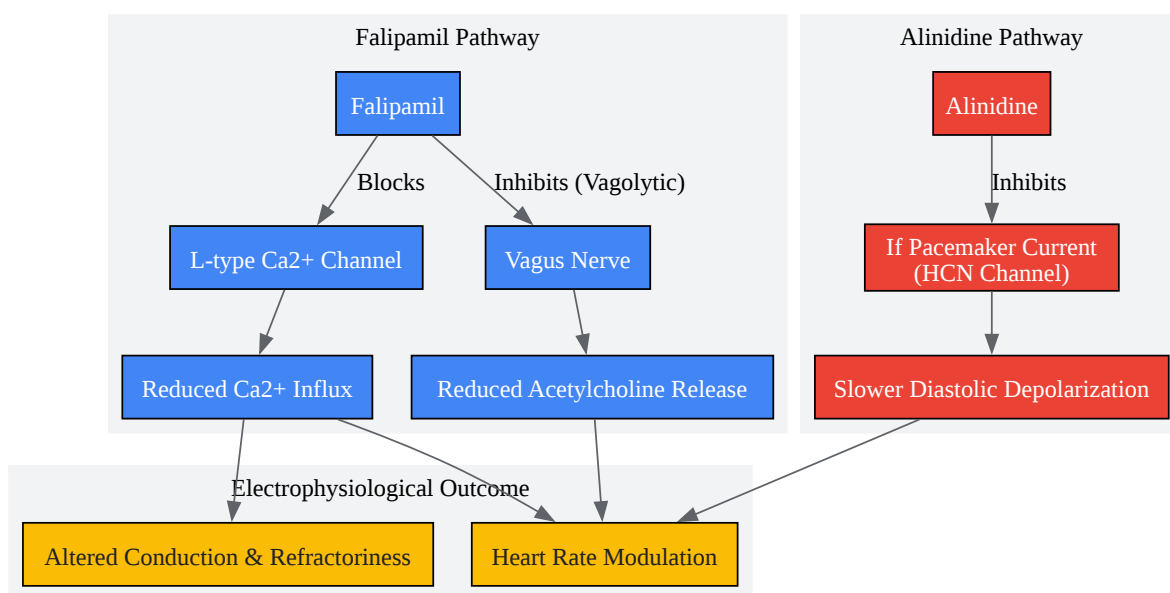 Falipamil Pathway
Alinidine Pathway
Falipamil
Alinidine
Blocks
Inhibits (Vagolytic)
Inhibits
L-type Ca2+ Channel
Vagus Nerve
If Pacemaker Current
(HCN Channel)
Reduced Ca2+ Influx
Reduced Acetylcholine Release
Slower Diastolic Depolarization
Electrophysiological Outcome
Altered Conduction & Refractoriness
Heart Rate Modulation